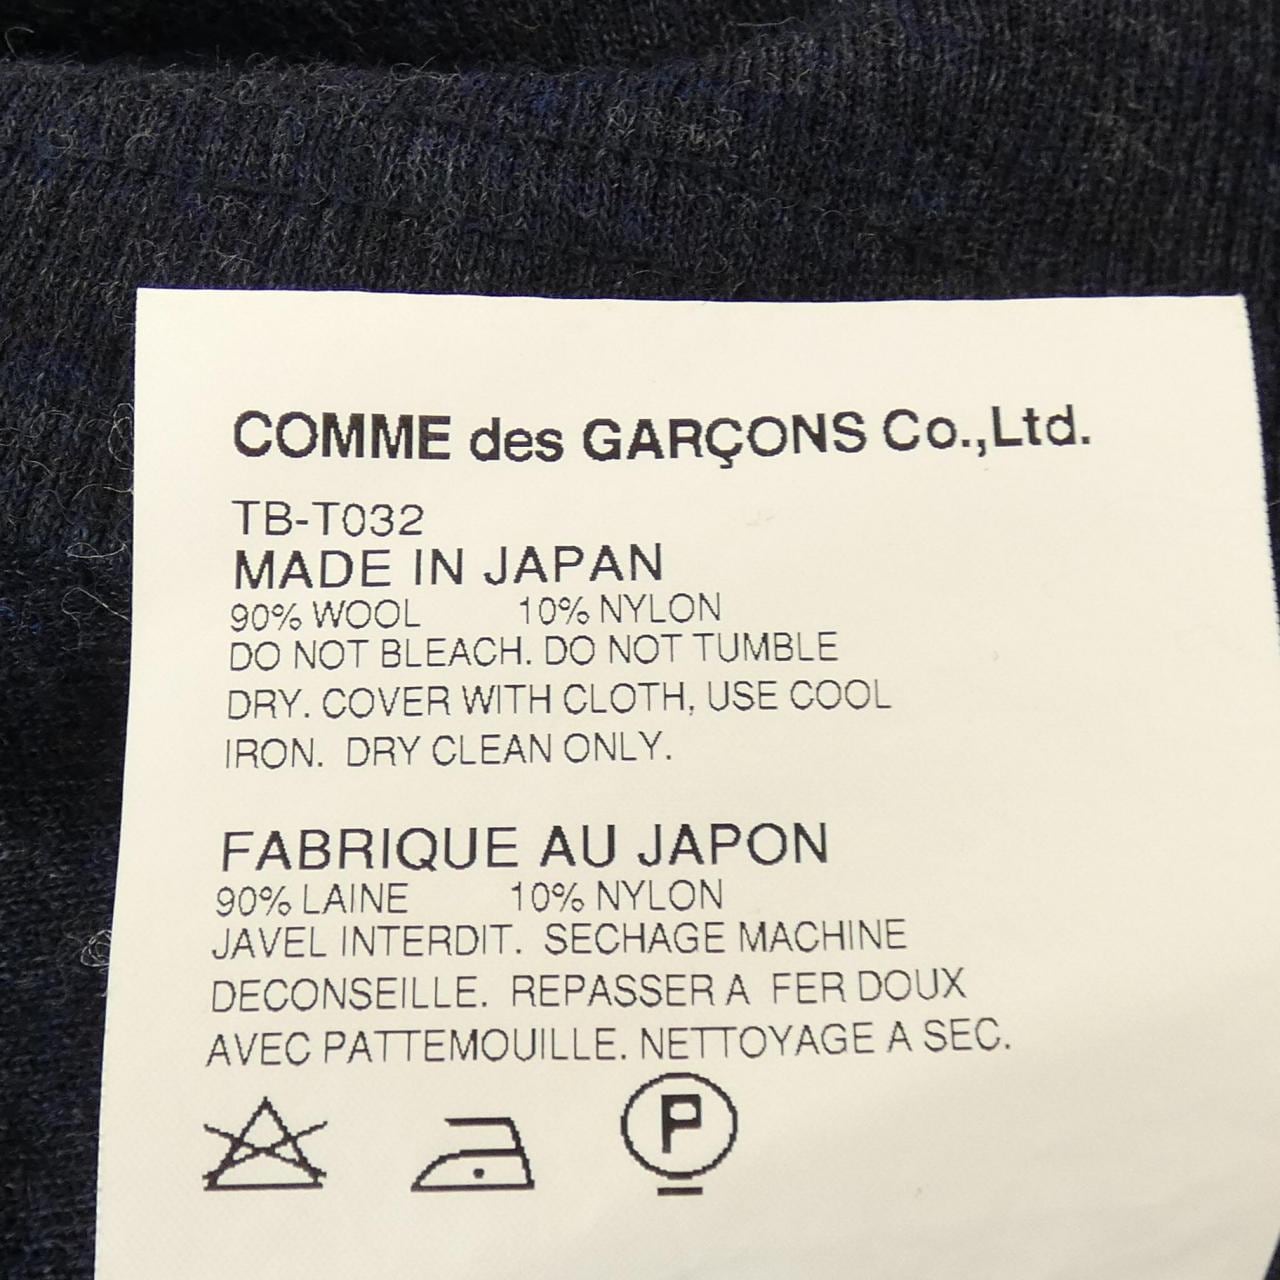 COMME des GARÇONS Co.,Ltd.
TB-T032
MADE IN JAPAN
90% WOOL 10% NYLON
DO NOT BLEACH. DO NOT TUMBLE
DRY. COVER WITH CLOTH, USE COOL
IRON. DRY CLEAN ONLY.
FABRIQUE AU JAPON
90% LAINE 10% NYLON
JAVEL INTERDIT. SECHAGE MACHINE
DECONSEILLE. REPASSER A FER DOUX
AVEC PATTEMOUILLE. NETTOYAGE A SEC.
P